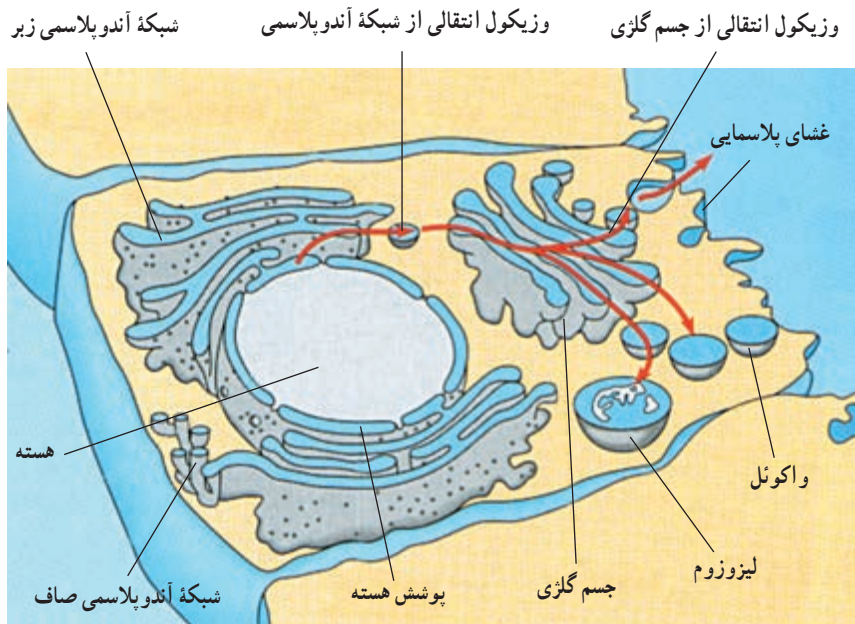 وزیکول انتقالی از جسم گلژی
وزیکول انتقالی از شبکهٔ آندوپلاسمی
شبکهٔ آندوپلاسمی زبر
غشای پلاسمایی
هسته
واکوئل
لیزوزوم
جسم گلژی
پوشش هسته
شبکهٔ آندوپلاسمی صاف